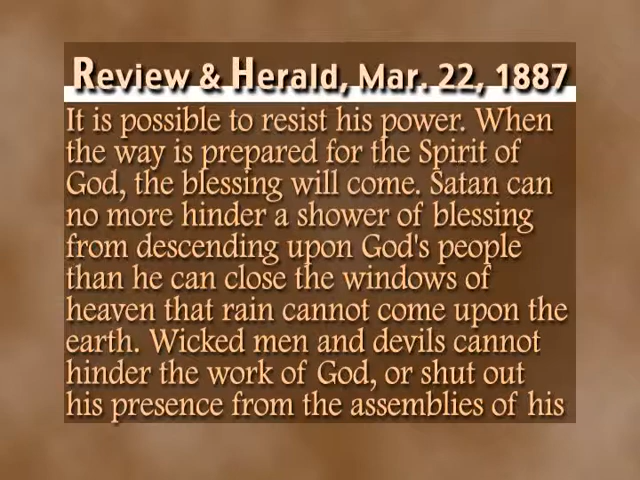 Review & Herald, Mar. 22, 1887
It is possible to resist his power. When
the way is prepared for the Spirit of
God, the blessing will come. Satan can
no more hinder a shower of blessing
from descending upon God's people
than he can close the windows of
heaven that rain cannot come upon the
earth. Wicked men and devils cannot
hinder the work of God, or shut out
his presence from the assemblies of his